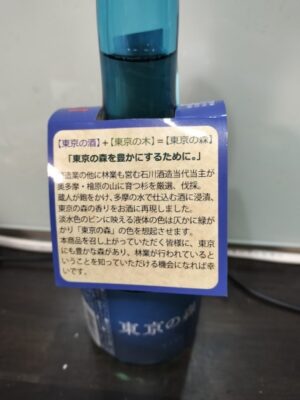 【東京の酒】+【東京の木】=【東京の森】
「東京の森を豊かにするために。」
造業の他に林業も営む石川酒造当代当主が
奥多摩・檜原の山に育つ杉を厳選、伐採。
蔵人が鉋をかけ、多摩の水で仕込む酒に浸漬、
東京の森の香りをお酒に再現しました。
淡水色のビンに映える液体の色は仄かに緑が
かり「東京の森」の色を想起させます。
本商品を召し上がっていただく皆様に、東京
にも豊かな森があり、林業が行われていると
いうことを知っていただける機会になれば幸
いです。
東京の森